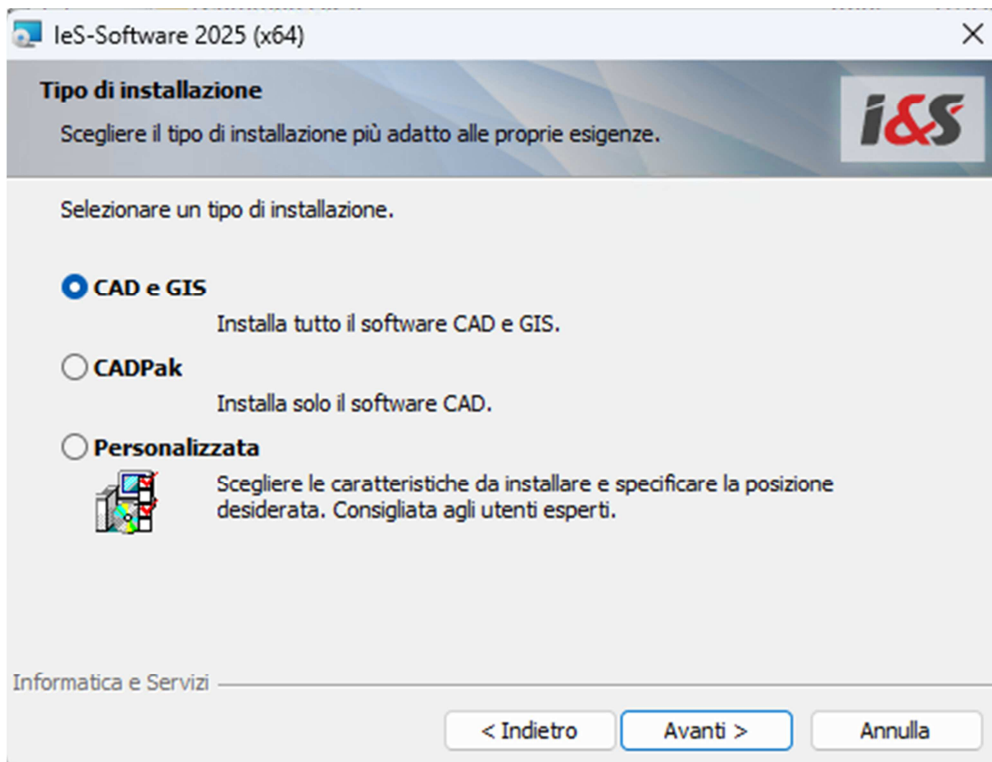 IeS-Software 2025 (x64)
Tipo di installazione
Scegliere il tipo di installazione più adatto alle proprie esigenze.
i&S
Selezionare un tipo di installazione.
CAD e GIS
Installa tutto il software CAD e GIS.
CADPak
Installa solo il software CAD.
Personalizzata
Scegliere le caratteristiche da installare e specificare la posizione
desiderata. Consigliata agli utenti esperti.
Informatica e Servizi
< Indietro
Avanti >
Annulla